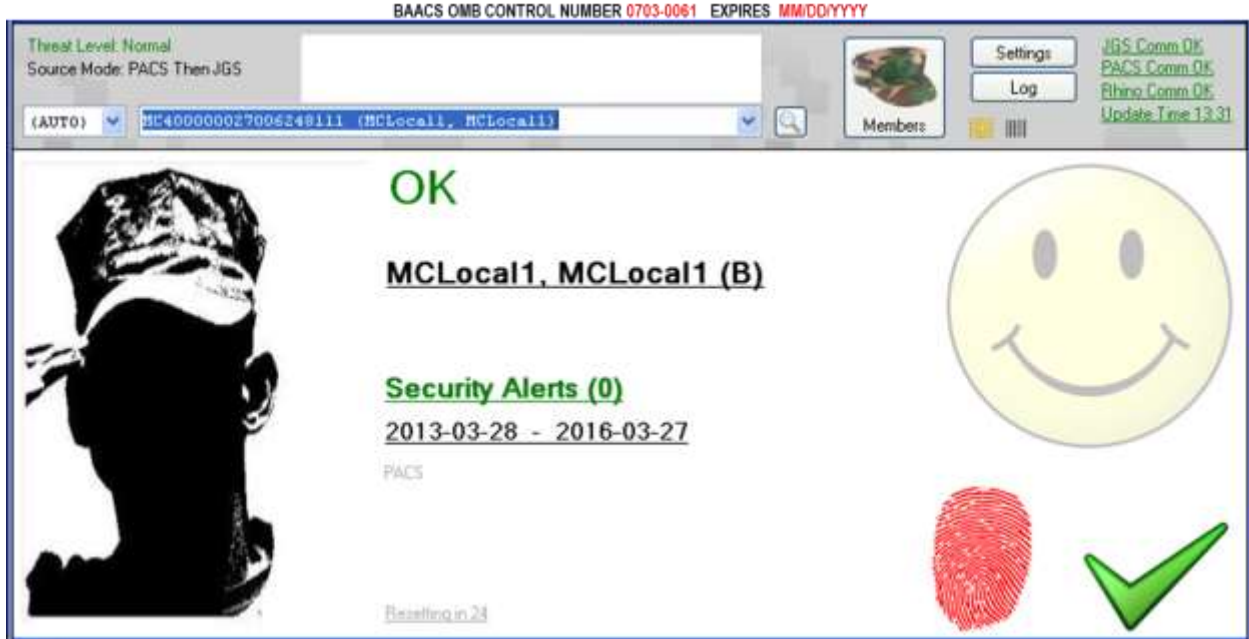 BAACS OMB CONTROL NUMBER 0703-0061 EXPIRES MM/DD/YYYY
Threat Level: Normal
Source Mode: PACS Then JGS
(AUTO)
MC400000027006248111 (MCLocal1, MCLocal1)
Members
Settings
Log
JGS Comm OK
PACS Comm OK
Rhino Comm OK
Update Time 13:31
OK
MCLocal1, MCLocal1 (B)
Security Alerts (0)
2013-03-28 - 2016-03-27
PACS
Resetting in 24